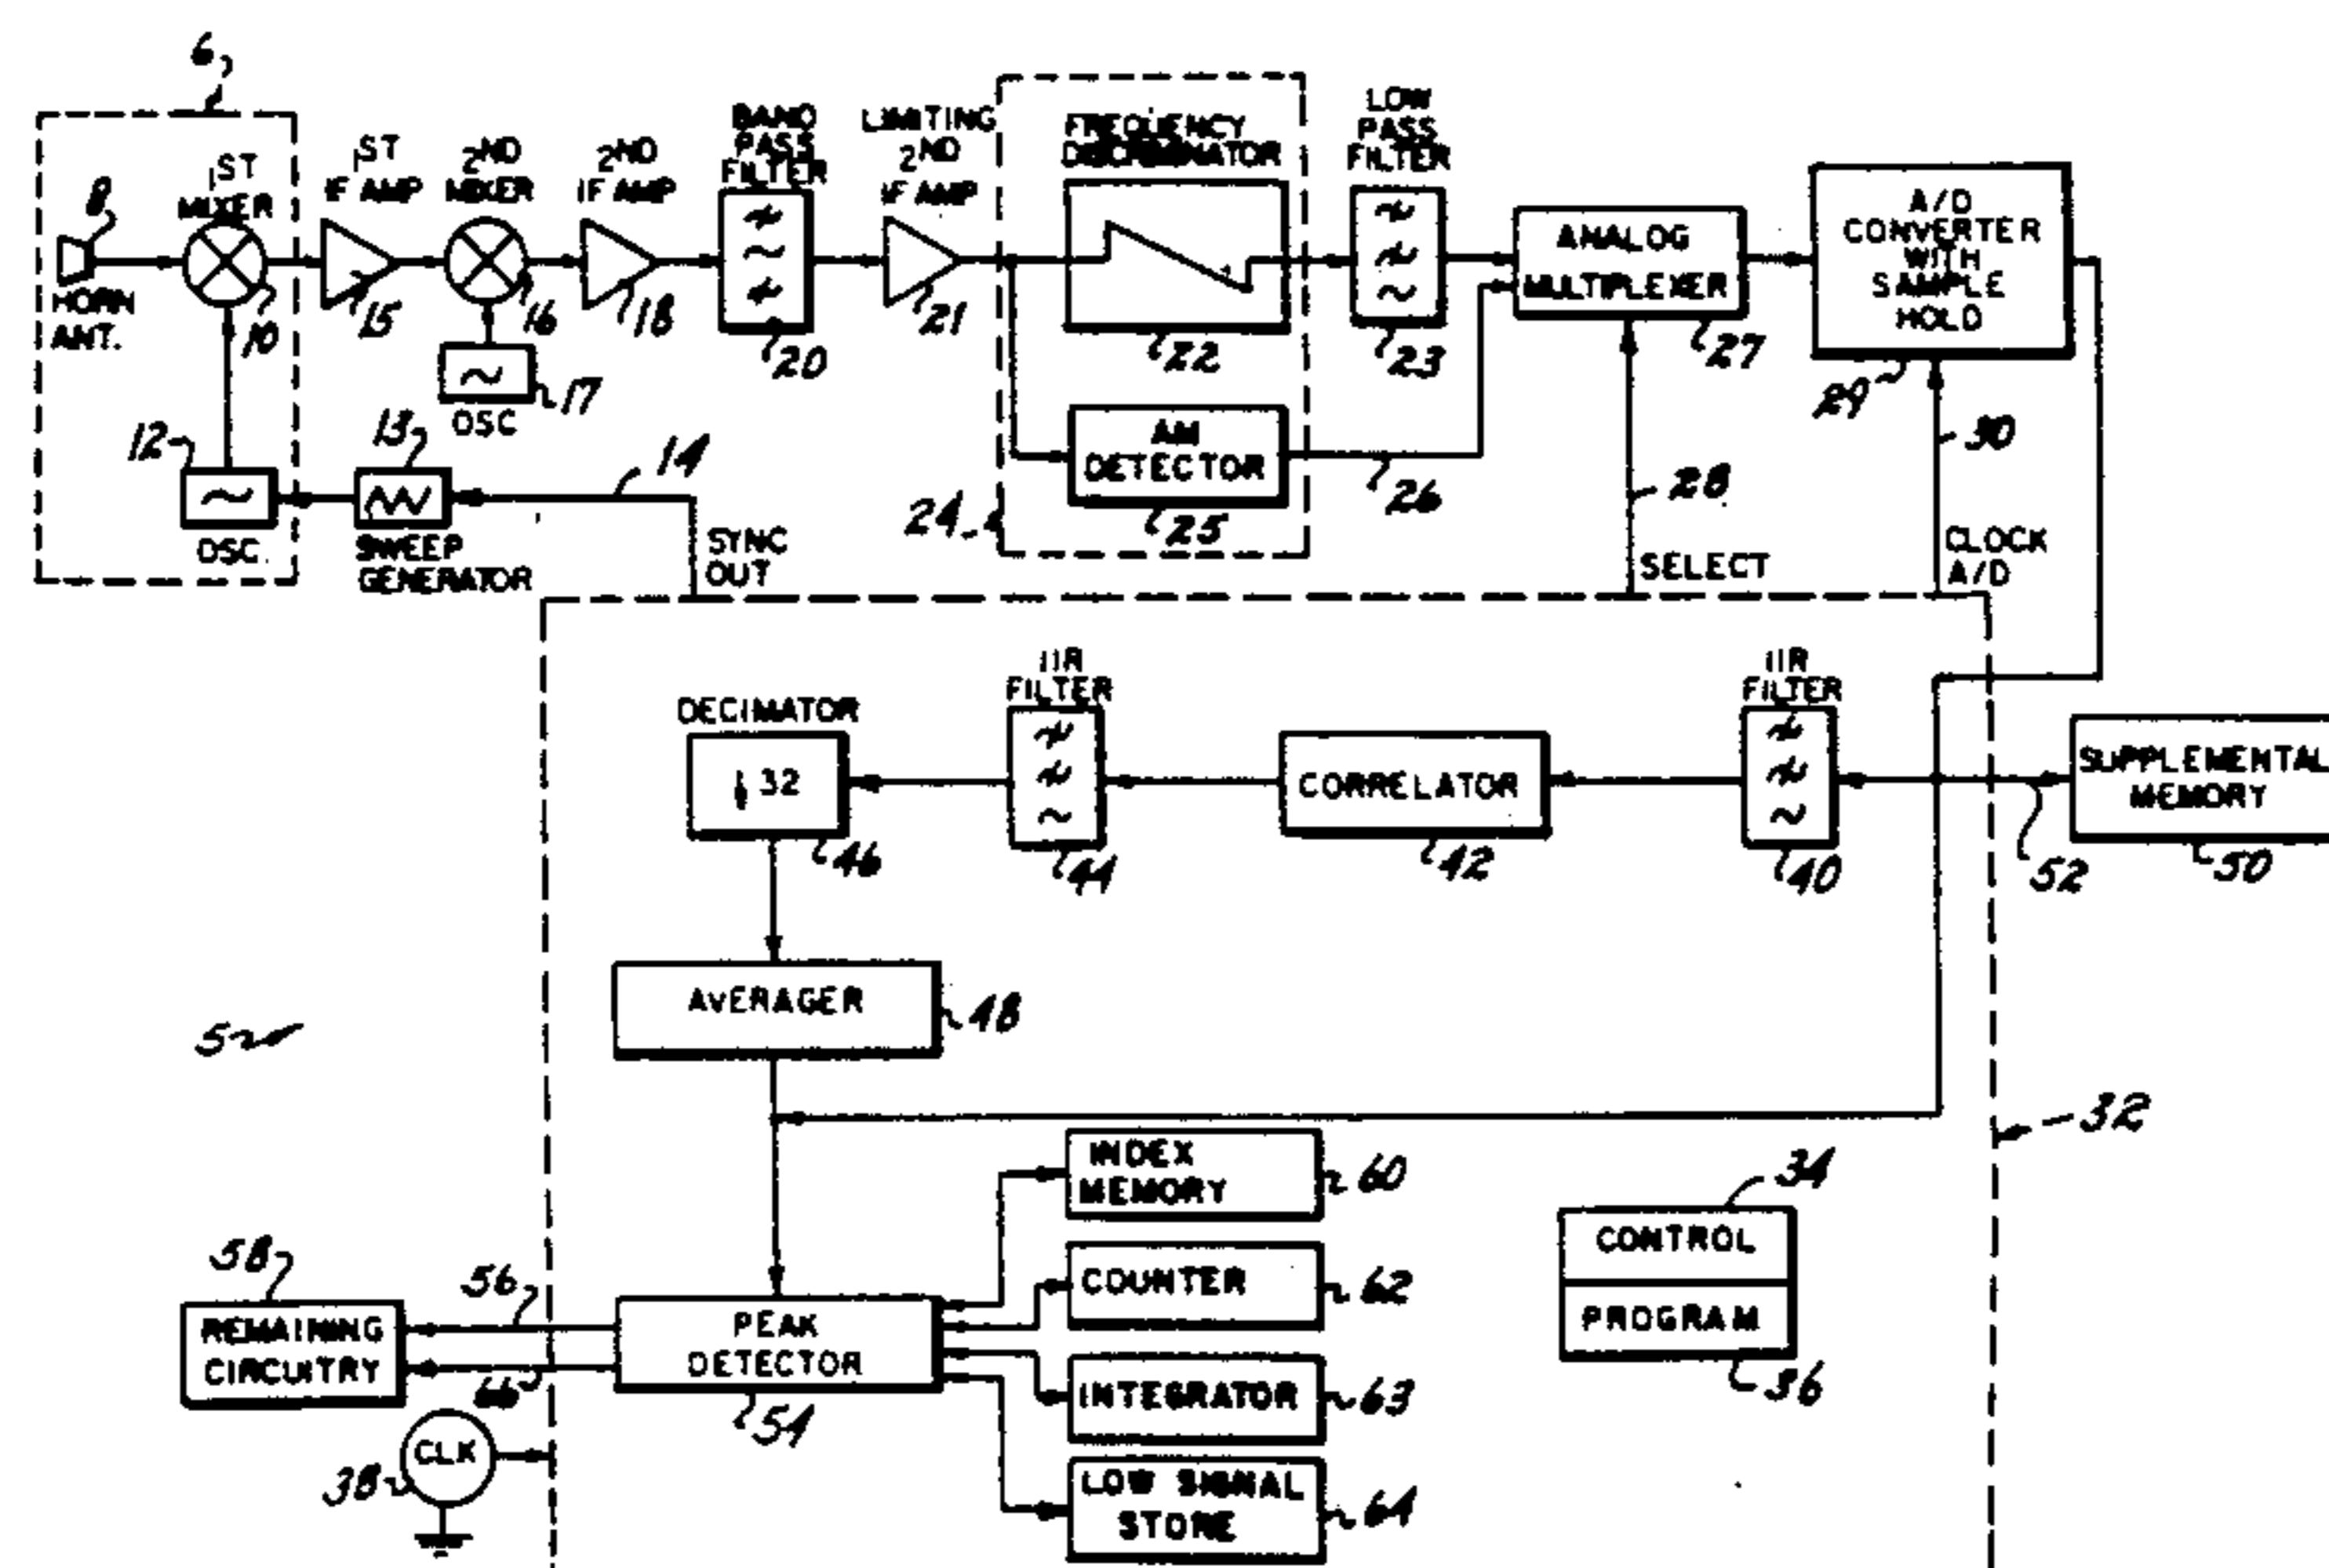 6
8
HORN
ANT.
1ST
MIXER
10
12
OSC.
1ST
IF AMP
15
2ND
MIXER
16
17
OSC
13
SWEEP
GENERATOR
14
SYNC
OUT
2ND
IF AMP
18
BAND
PASS
FILTER
20
LIMITING
2ND
IF AMP
21
FREQUENCY
DISCRIMINATOR
22
24
AM
DETECTOR
25
26
LOW
PASS
FILTER
23
ANALOG
MULTIPLEXER
27
28
SELECT
A/D
CONVERTER
WITH
SAMPLE
HOLD
29
30
CLOCK
A/D
DECIMATOR
↓ 32
46
IIR
FILTER
44
CORRELATOR
42
IIR
FILTER
40
52
SUPPLEMENTAL
MEMORY
50
AVERAGER
48
5
32
INDEX
MEMORY
60
COUNTER
62
INTEGRATOR
63
LOW SIGNAL
STORE
64
34
CONTROL
PROGRAM
36
58
REMAINING
CIRCUITRY
56
66
PEAK
DETECTOR
54
CLK
38